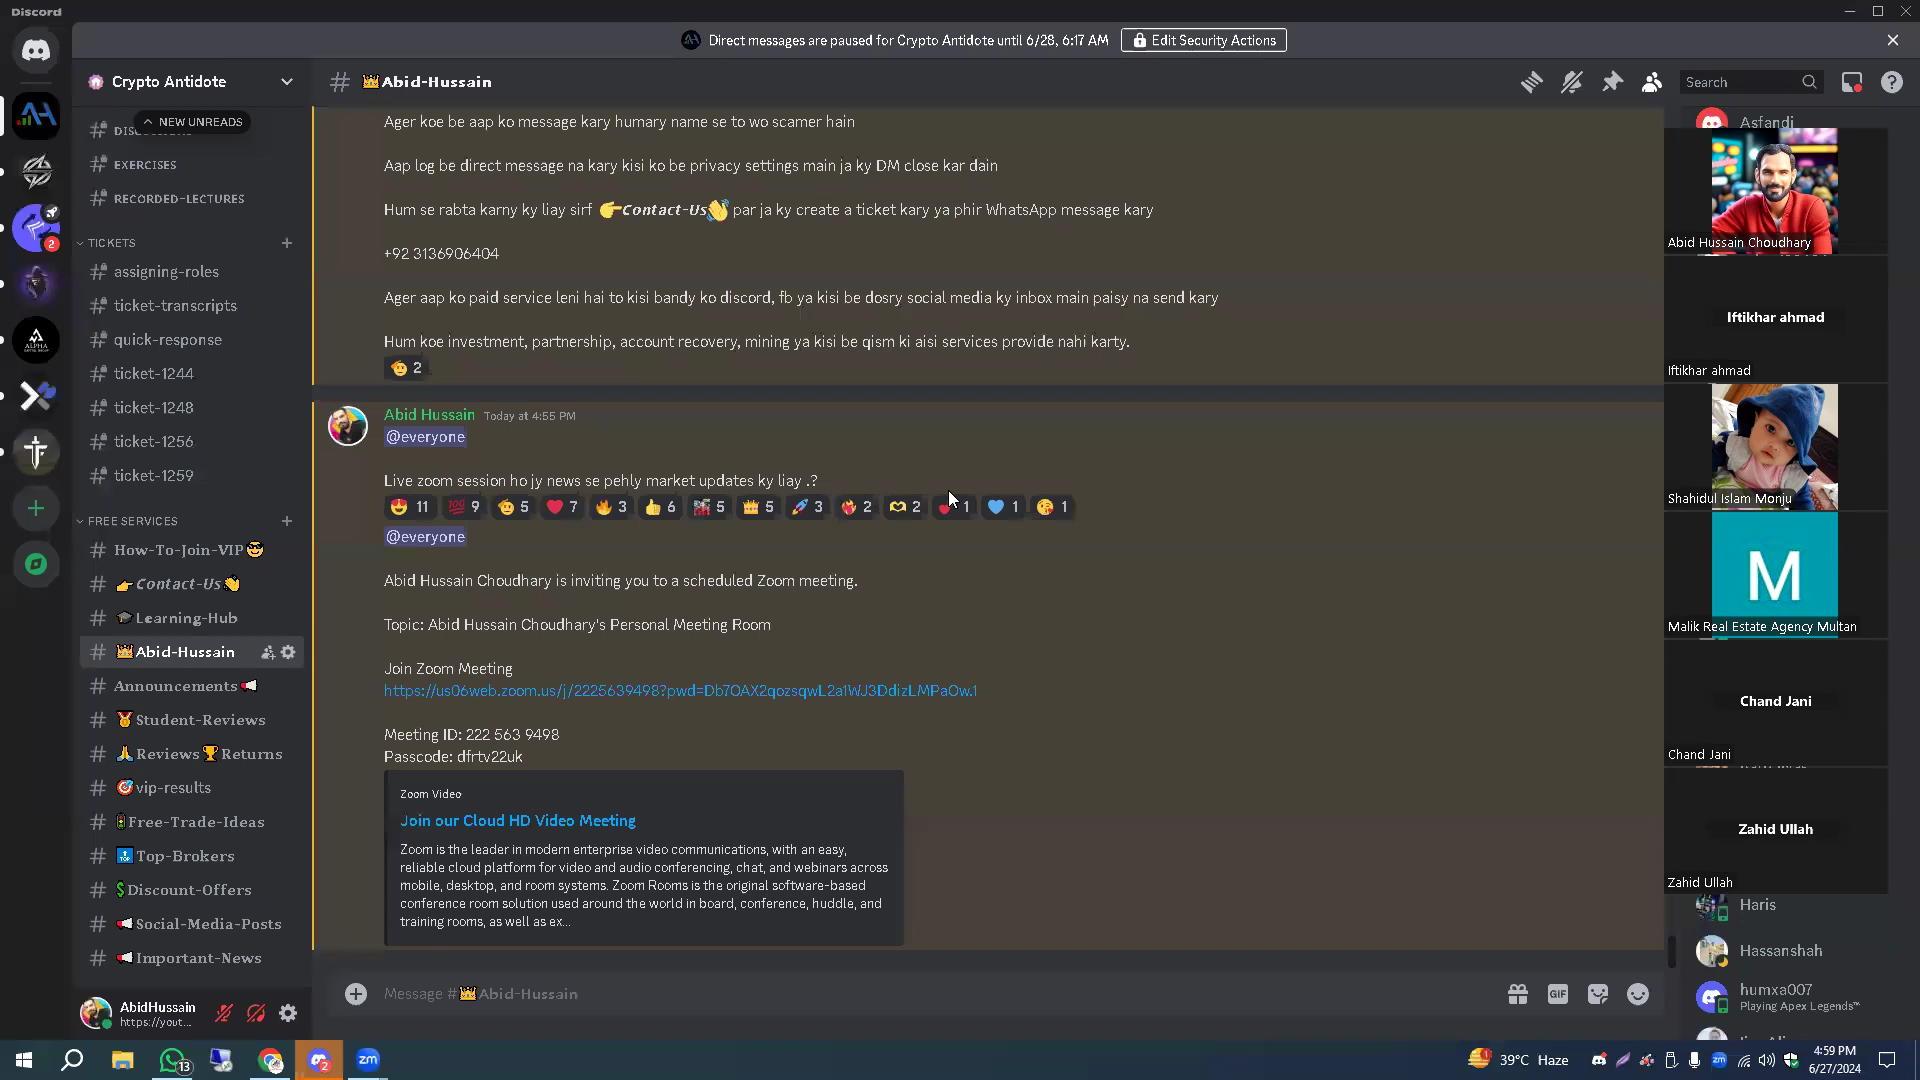 Discord
Direct messages are paused for Crypto Antidote until 6/28, 6:17 AM
Edit Security Actions
Crypto Antidote
NEW UNREADS
EXERCISES
RECORDED-LECTURES
TICKETS
assigning-roles
ticket-transcripts
quick-response
ticket-1244
ticket-1248
ticket-1256
ticket-1259
FREE SERVICES
How-To-Join-VIP😎
👉Contact-Us👋
🎓Learning-Hub
👑Abid-Hussain
Announcements📢
🏅Student-Reviews
🙏Reviews🏆Returns
🎯vip-results
🚦Free-Trade-Ideas
🔝Top-Brokers
💲Discount-Offers
📢Social-Media-Posts
📢Important-News
AbidHussain
https://yout...
2
ALPHA
# 👑Abid-Hussain
Search
Ager koe be aap ko message kary humary name se to wo scamer hain
Aap log be direct message na kary kisi ko be privacy settings main ja ky DM close kar dain
Hum se rabta karny ky liay sirf 👉Contact-Us👋 par ja ky create a ticket kary ya phir WhatsApp message kary
+92 3136906404
Ager aap ko paid service leni hai to kisi bandy ko discord, fb ya kisi be dosry social media ky inbox main paisy na send kary
Hum koe investment, partnership, account recovery, mining ya kisi be qism ki aisi services provide nahi karty.
2
Abid Hussain Today at 4:55 PM
@everyone
Live zoom session ho jy news se pehly market updates ky liay .?
11 9 5 7 3 6 5 5 3 2 2 1 1 1
@everyone
Abid Hussain Choudhary is inviting you to a scheduled Zoom meeting.
Topic: Abid Hussain Choudhary's Personal Meeting Room
Join Zoom Meeting
https://us06web.zoom.us/j/2225639498?pwd=Db7OAX2qozsqwL2a1WJ3DdizLMPaOw.1
Meeting ID: 222 563 9498
Passcode: dfrtv22uk
Zoom Video
Join our Cloud HD Video Meeting
Zoom is the leader in modern enterprise video communications, with an easy,
reliable cloud platform for video and audio conferencing, chat, and webinars across
mobile, desktop, and room systems. Zoom Rooms is the original software-based
conference room solution used around the world in board, conference, huddle, and
training rooms, as well as ex...
Message #👑Abid-Hussain
GIF
Asfandi
Abid Hussain Choudhary
Iftikhar ahmad
Iftikhar ahmad
Shahidul Islam Monju
M
Malik Real Estate Agency Multan
Chand Jani
Chand Jani
Zahid Ullah
Zahid Ullah
Haris
Hassanshah
humxa007
Playing Apex Legends™
13
2
zm
39°C Haze
zm
4:59 PM
6/27/2024